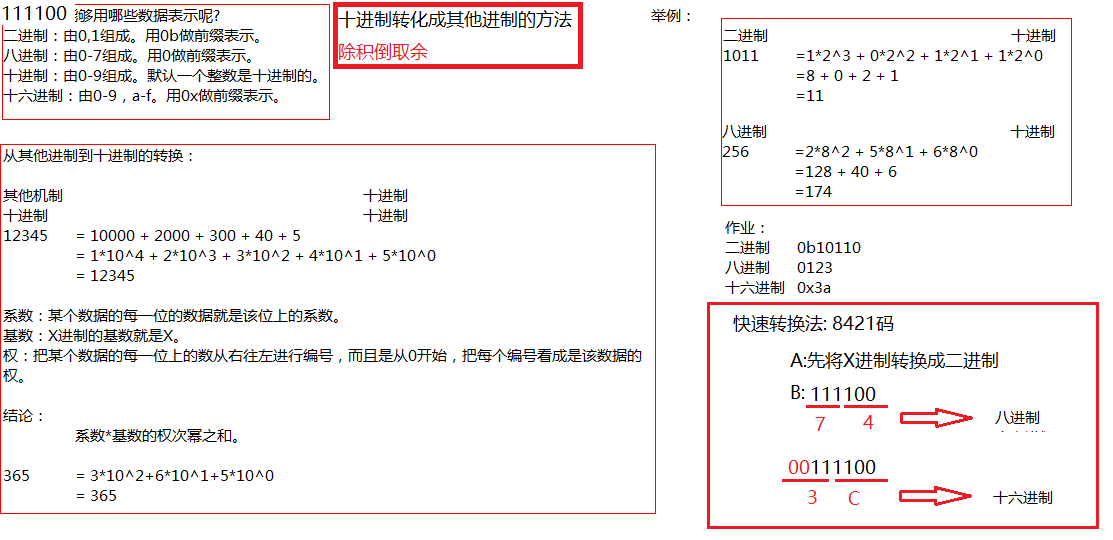 111100 够用哪些数据表示呢?
二进制：由0,1组成。用0b做前缀表示。
八进制：由0-7组成。用0做前缀表示。
十进制：由0-9组成。默认一个整数是十进制的。
十六进制：由0-9，a-f。用0x做前缀表示。
十进制转化成其他进制的方法
除积倒取余
从其他进制到十进制的转换：
其他机制 十进制
十进制 十进制
12345 = 10000 + 2000 + 300 + 40 + 5
= 1*10^4 + 2*10^3 + 3*10^2 + 4*10^1 + 5*10^0
= 12345
系数：某个数据的每一位的数据就是该位上的系数。
基数：X进制的基数就是X。
权：把某个数据的每一位上的数从右往左进行编号，而且是从0开始，把每个编号看成是该数据的
权。
结论：
系数*基数的权次幂之和。
365 = 3*10^2+6*10^1+5*10^0
= 365
举例：
二进制 十进制
1011 =1*2^3 + 0*2^2 + 1*2^1 + 1*2^0
=8 + 0 + 2 + 1
=11
八进制 十进制
256 =2*8^2 + 5*8^1 + 6*8^0
=128 + 40 + 6
=174
作业：
二进制 0b10110
八进制 0123
十六进制 0x3a
快速转换法: 8421码
A:先将X进制转换成二进制
B: 111100
7 4 八进制
00111100
3 C 十六进制